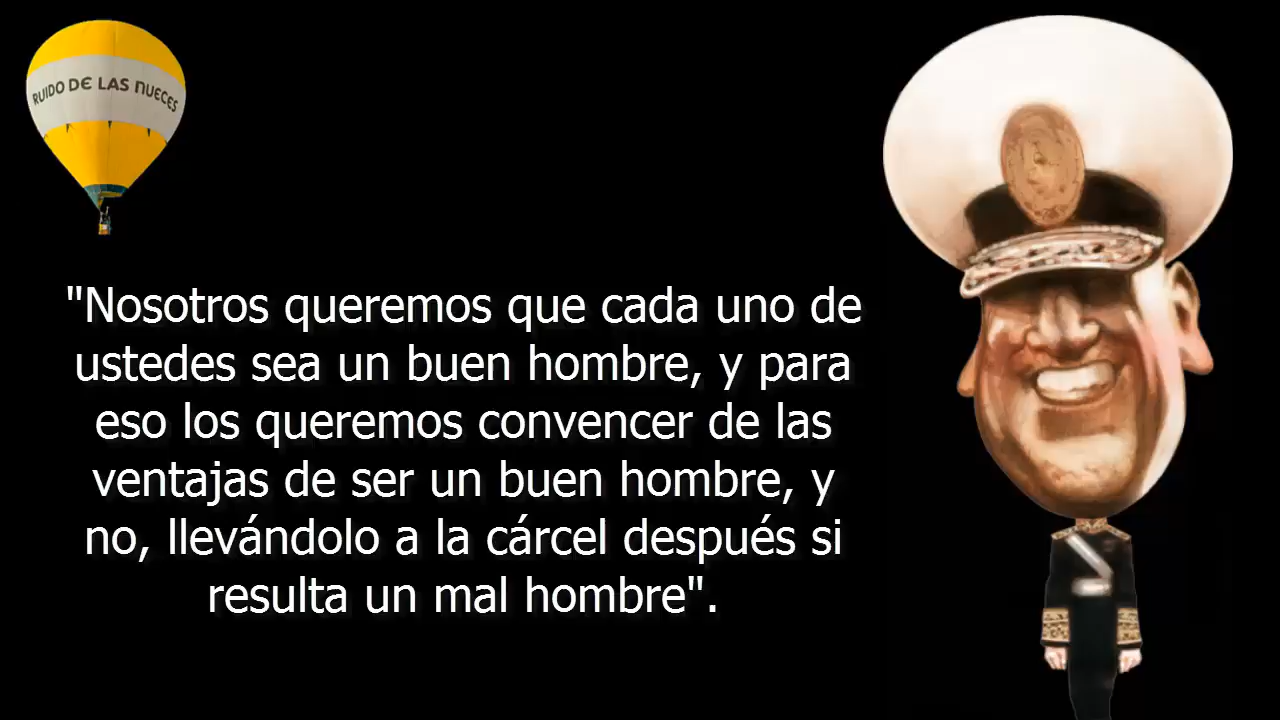 RUIDO DE LAS NUECES
"Nosotros queremos que cada uno de
ustedes sea un buen hombre, y para
eso los queremos convencer de las
ventajas de ser un buen hombre, y
no, llevándolo a la cárcel después si
resulta un mal hombre".